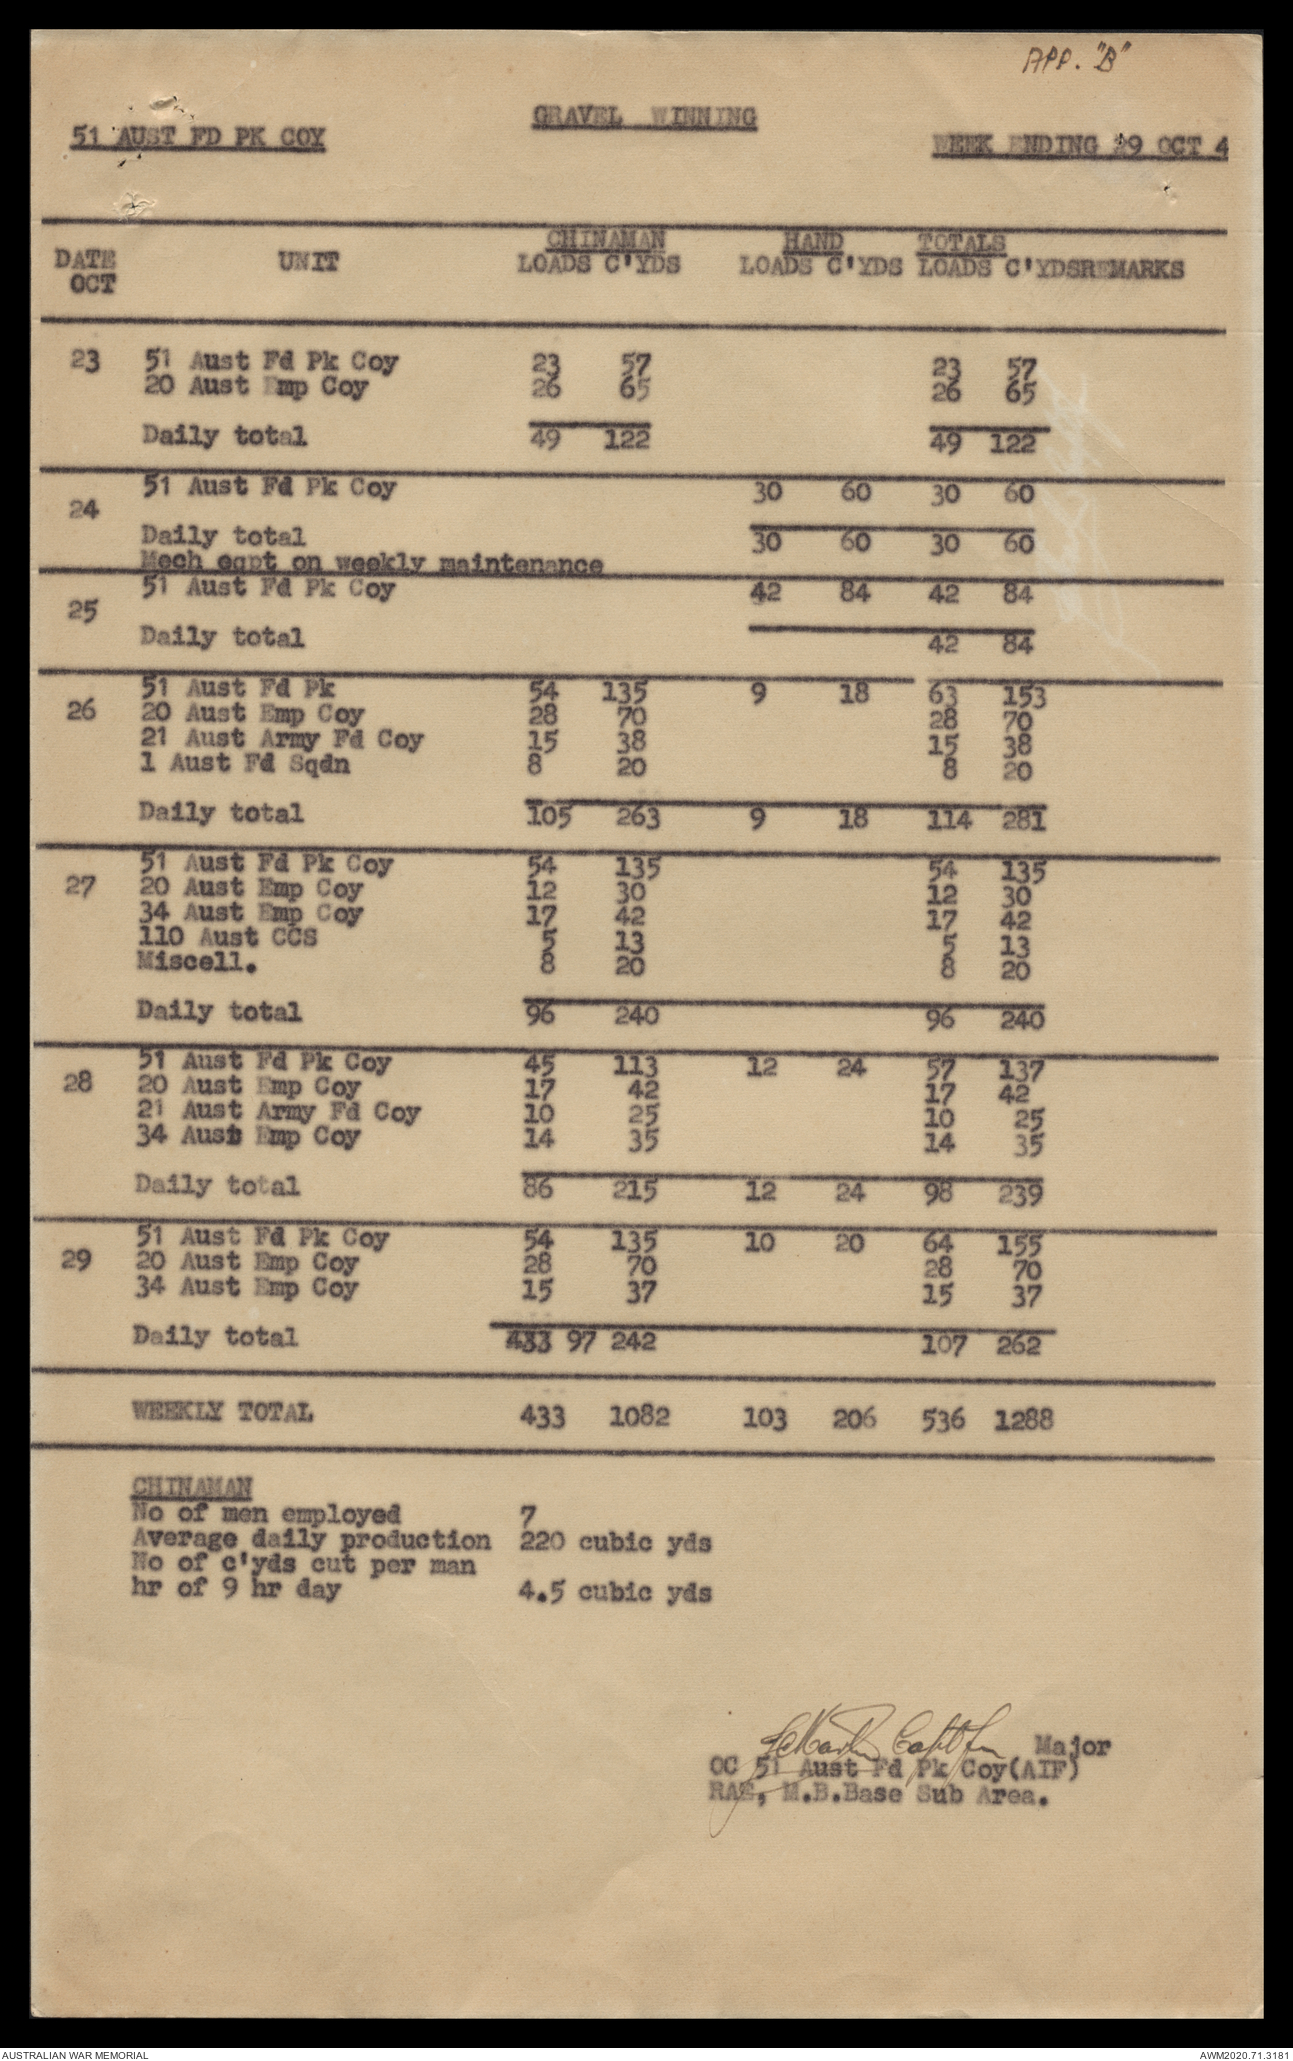 APP. "B"
GRAVEL WINNING
51 AUST FD PK COY
WEEK ENDING 29 OCT 4
CHINAMAN HAND TOTALS
DATE UNIT LOADS C'YDS LOADS C'YDS LOADS C'YDS REMARKS
OCT
23 51 Aust Fd Pk Coy 23 57 23 57
20 Aust Emp Coy 26 65 26 65
Daily total 49 122 49 122
51 Aust Fd Pk Coy 30 60 30 60
24
Daily total 30 60 30 60
Mech eqpt on weekly maintenance
51 Aust Fd Pk Coy 42 84 42 84
25
Daily total 42 84
51 Aust Fd Pk 54 135 9 18 63 153
26 20 Aust Emp Coy 28 70 28 70
21 Aust Army Fd Coy 15 38 15 38
1 Aust Fd Sqdn 8 20 8 20
Daily total 105 263 9 18 114 281
51 Aust Fd Pk Coy 54 135 54 135
27 20 Aust Emp Coy 12 30 12 30
34 Aust Emp Coy 17 42 17 42
110 Aust CCS 5 13 5 13
Miscell. 8 20 8 20
Daily total 96 240 96 240
51 Aust Fd Pk Coy 45 113 12 24 57 137
28 20 Aust Emp Coy 17 42 17 42
21 Aust Army Fd Coy 10 25 10 25
34 Aust Emp Coy 14 35 14 35
Daily total 86 215 12 24 98 239
51 Aust Fd Pk Coy 54 135 10 20 64 155
29 20 Aust Emp Coy 28 70 28 70
34 Aust Emp Coy 15 37 15 37
Daily total 433 97 242 107 262
WEEKLY TOTAL 433 1082 103 206 536 1288
CHINAMAN
No of men employed 7
Average daily production 220 cubic yds
No of c'yds cut per man
hr of 9 hr day 4.5 cubic yds
Capt for Major
OC 51 Aust Fd Pk Coy(AIF)
RAE, M.B.Base Sub Area.
AUSTRALIAN WAR MEMORIAL
AWM2020.71.3181